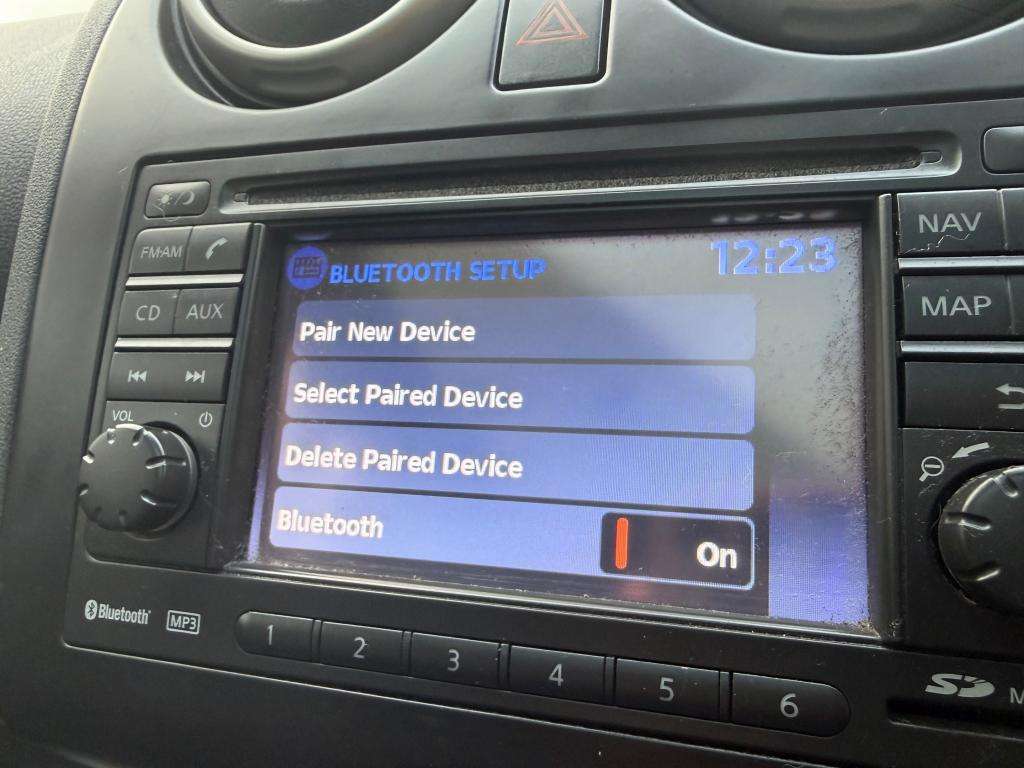 FM·AM
CD
AUX
VOL
BLUETOOTH SETUP
12:23
Pair New Device
Select Paired Device
Delete Paired Device
Bluetooth
On
NAV
MAP
Bluetooth
MP3
1
2
3
4
5
6
SD
M